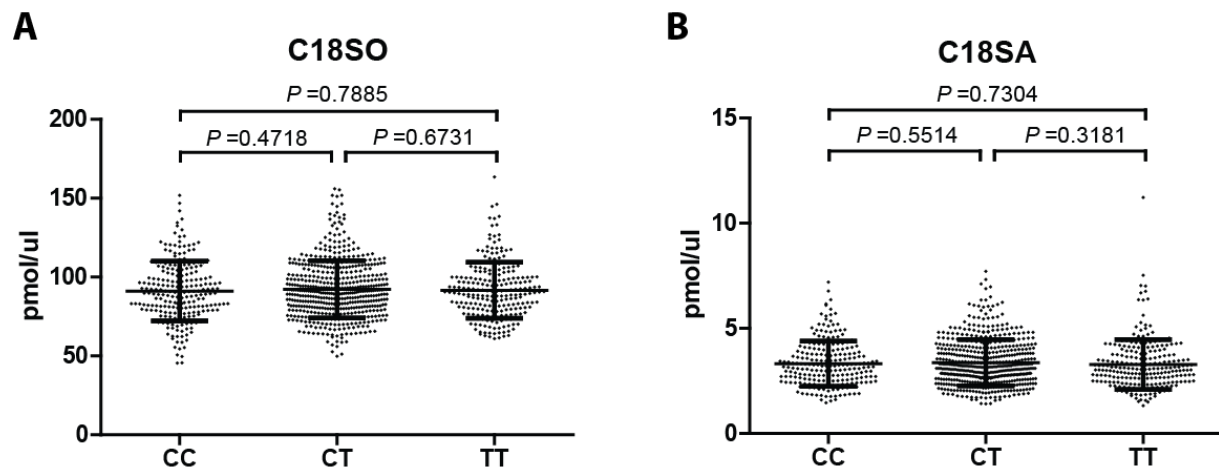 A
C18SO
P =0.7885
P =0.4718
P =0.6731
200
150
100
50
0
pmol/ul
CC
CT
TT
B
C18SA
P =0.7304
P =0.5514
P =0.3181
15
10
5
0
pmol/ul
CC
CT
TT